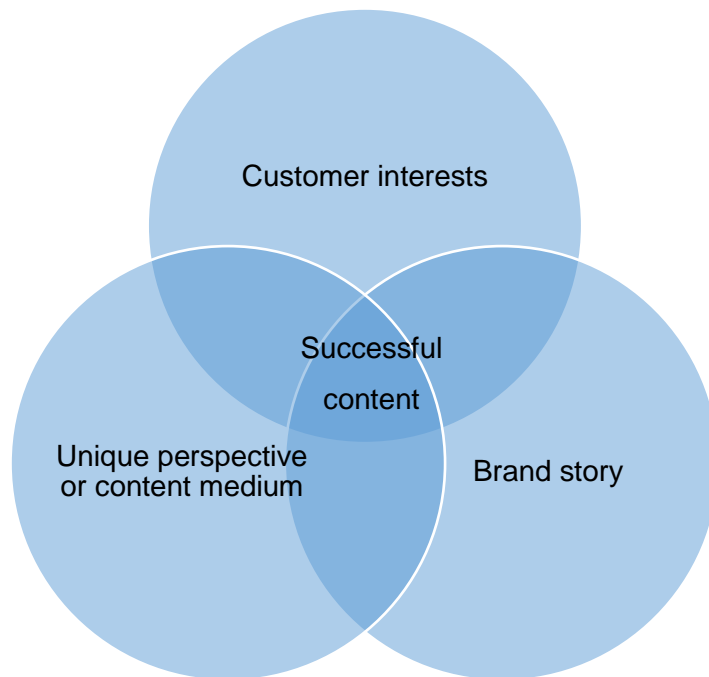 Customer interests
Successful
content
Unique perspective
or content medium
Brand story